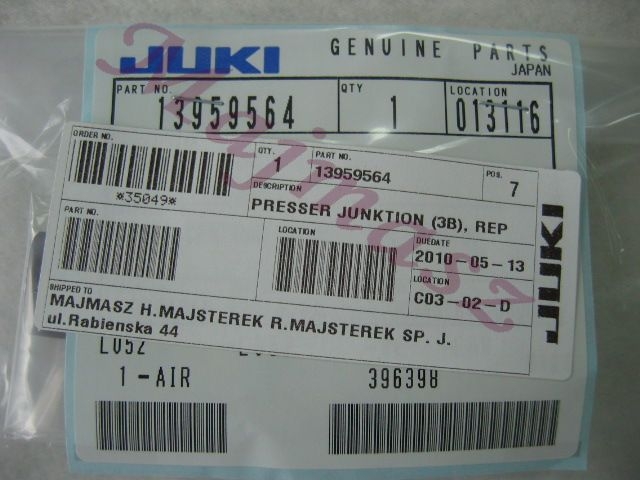 JUKI GENUINE PARTS
JAPAN
PART NO. QTY LOCATION
13959564 1 013116
ORDER NO. QTY. PART NO. POS.
1 13959564 7
*35049*
DESCRIPTION
PRESSER JUNKTION (3B), REP
PART NO. LOCATION DUEDATE
2010-05-13
LOCATION
C03-02-D
SHIPPED TO
MAJMASZ H.MAJSTEREK R.MAJSTEREK SP. J.
ul.Rabienska 44
JUKI
L052
1-AIR 396398
Majmasz